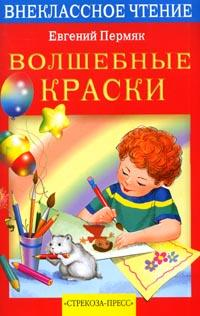 ВНЕКЛАССНОЕ ЧТЕНИЕ
Евгений Пермяк
ВОЛШЕБНЫЕ
КРАСКИ
«СТРЕКОЗА-ПРЕСС»